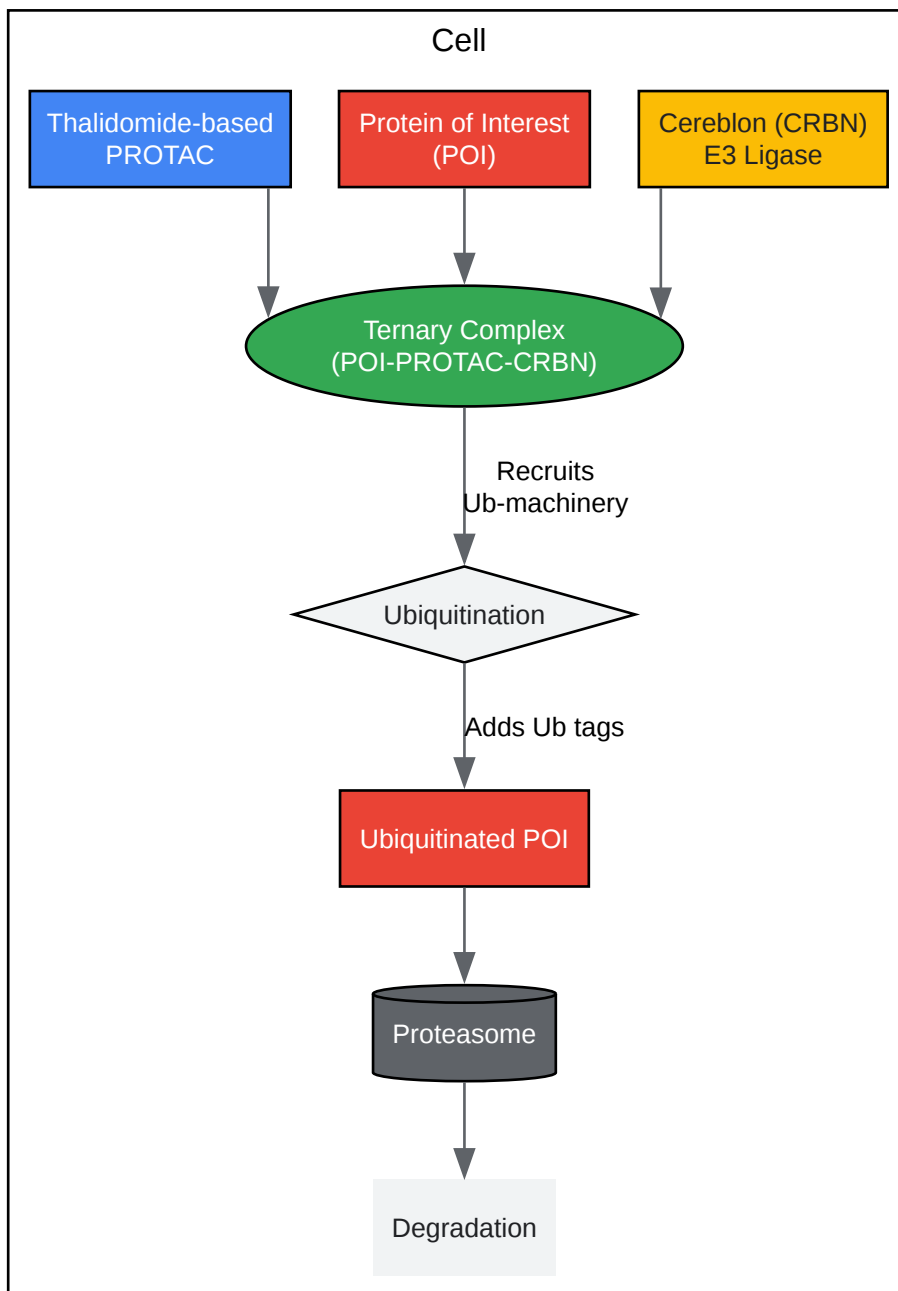 Cell
Thalidomide-based
PROTAC
Protein of Interest
(POI)
Cereblon (CRBN)
E3 Ligase
Ternary Complex
(POI-PROTAC-CRBN)
Recruits
Ub-machinery
Ubiquitination
Adds Ub tags
Ubiquitinated POI
Proteasome
Degradation